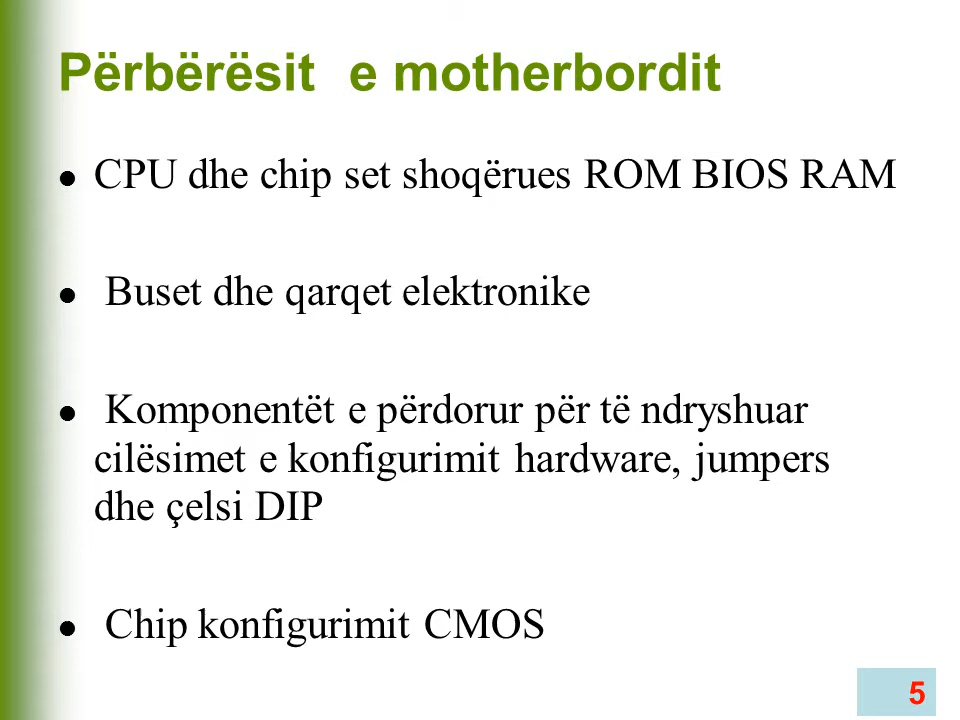 Përbërësit e motherbordit
● CPU dhe chip set shoqërues ROM BIOS RAM
● Buset dhe qarqet elektronike
● Komponentët e përdorur për të ndryshuar
cilësimet e konfigurimit hardware, jumpers
dhe çelsi DIP
● Chip konfigurimit CMOS
5